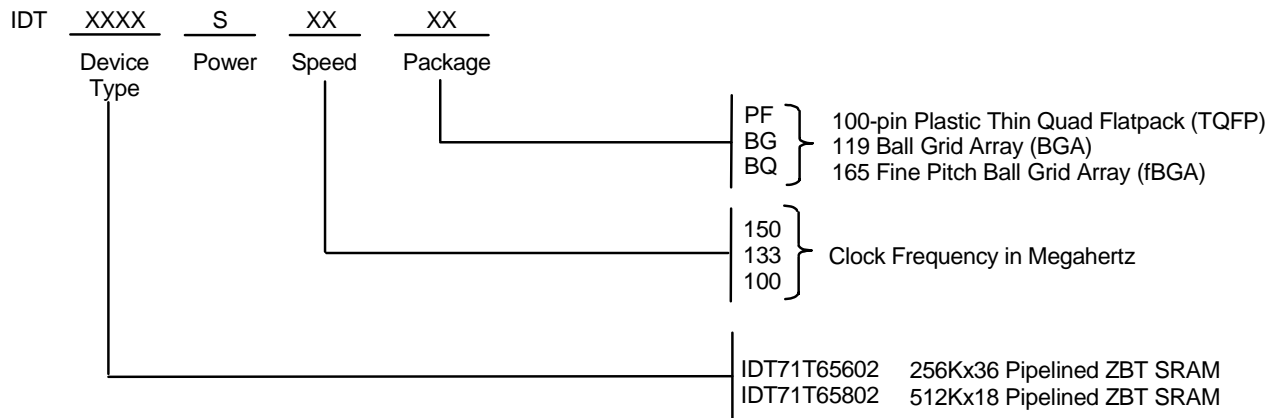 IDT XXXX S XX XX
Device Type Power Speed Package
PF 100-pin Plastic Thin Quad Flatpack (TQFP)
BG 119 Ball Grid Array (BGA)
BQ 165 Fine Pitch Ball Grid Array (fBGA)
150
133 Clock Frequency in Megahertz
100
IDT71T65602 256Kx36 Pipelined ZBT SRAM
IDT71T65802 512Kx18 Pipelined ZBT SRAM